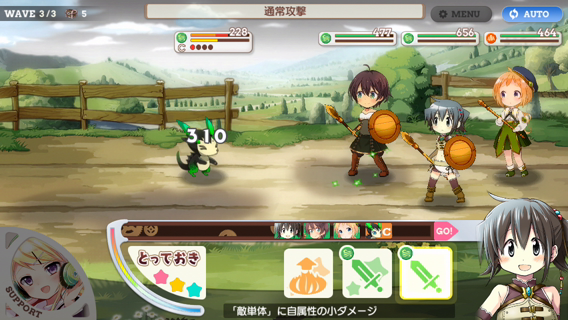 WAVE 3/3
5
通常攻撃
MENU
AUTO
228
C
477
656
464
310
C
GO!
とっておき
SUPPORT
「敵単体」に自属性の小ダメージ